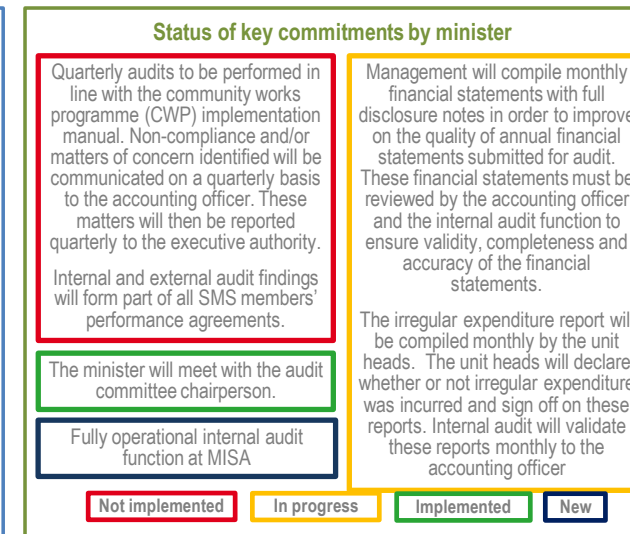 Status of key commitments by minister
Quarterly audits to be performed in
line with the community works
programme (CWP) implementation
manual. Non-compliance and/or
matters of concern identified will be
communicated on a quarterly basis
to the accounting officer. These
matters will then be reported
quarterly to the executive authority.
Internal and external audit findings
will form part of all SMS members'
performance agreements.
The minister will meet with the audit
committee chairperson.
Fully operational internal audit
function at MISA
Management will compile monthly
financial statements with full
disclosure notes in order to improve
on the quality of annual financial
statements submitted for audit.
These financial statements must be
reviewed by the accounting officer
and the internal audit function to
ensure validity, completeness and
accuracy of the financial
statements.
The irregular expenditure report will
be compiled monthly by the unit
heads. The unit heads will declare
whether or not irregular expenditure
was incurred and sign off on these
reports. Internal audit will validate
these reports monthly to the
accounting officer
Not implemented
In progress
Implemented
New